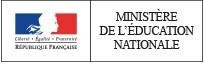 Liberté • Égalité • Fraternité
RÉPUBLIQUE FRANÇAISE
MINISTÈRE
DE L'ÉDUCATION
NATIONALE